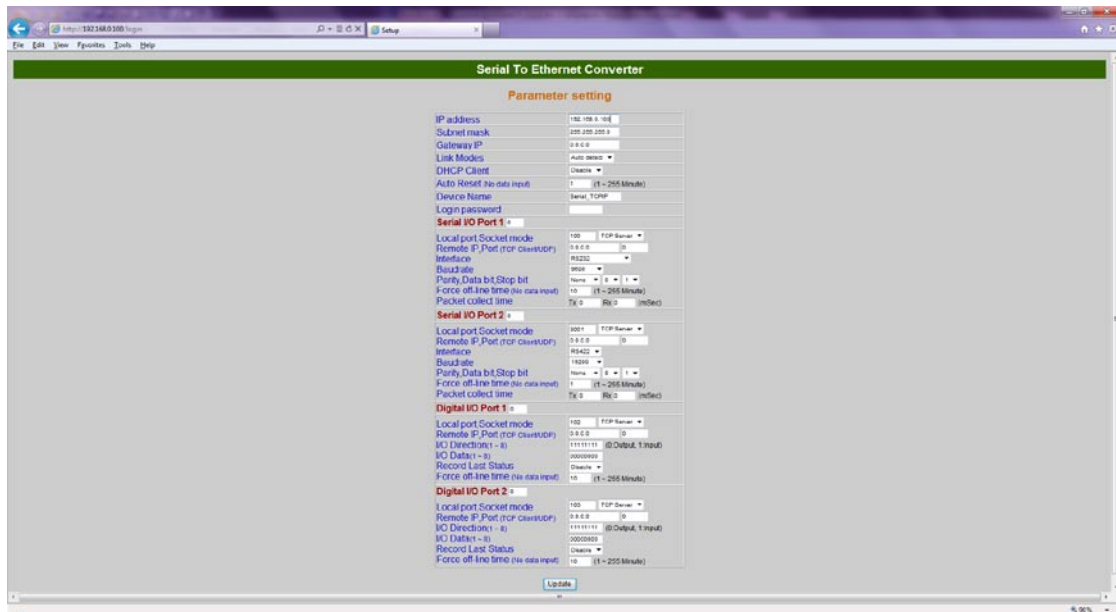 http://192.168.0.100/login
Setup
File Edit View Favorites Tools Help
Serial To Ethernet Converter
Parameter setting
IP address 192.168.0.100
Subnet mask 255.255.255.0
Gateway IP 0.0.0.0
Link Modes Auto detect
DHCP Client Disable
Auto Reset (No data input) 1 (1 ~ 255 Minute)
Device Name Serial_TCPIP
Login password
Serial I/O Port 1 0
Local port,Socket mode 100 TCP Server
Remote IP,Port (TCP Client/UDP) 0.0.0.0 0
Interface RS232
Baudrate 9600
Parity,Data bit,Stop bit None 8 1
Force off-line time (No data input) 10 (1 ~ 255 Minute)
Packet collect time Tx 0 Rx 0 (mSec)
Serial I/O Port 2 0
Local port,Socket mode TCP Server
Remote IP,Port (TCP Client/UDP) 0.0.0.0 0
Interface RS422
Baudrate 19200
Parity,Data bit,Stop bit None 8 1
Force off-line time (No data input) 1 (1 ~ 255 Minute)
Packet collect time Tx 0 Rx 0 (mSec)
Digital I/O Port 1 0
Local port,Socket mode 102 TCP Server
Remote IP,Port (TCP Client/UDP) 0.0.0.0 0
I/O Direction(1 ~ 8) 11111111 (0:Output, 1:Input)
I/O Data(1 ~ 8) 00000000
Record Last Status Disable
Force off-line time (No data input) 10 (1 ~ 255 Minute)
Digital I/O Port 2 0
Local port,Socket mode 103 TCP Server
Remote IP,Port (TCP Client/UDP) 0.0.0.0 0
I/O Direction(1 ~ 8) 11111111 (0:Output, 1:Input)
I/O Data(1 ~ 8) 00000000
Record Last Status Disable
Force off-line time (No data input) 10 (1 ~ 255 Minute)
Update
90%